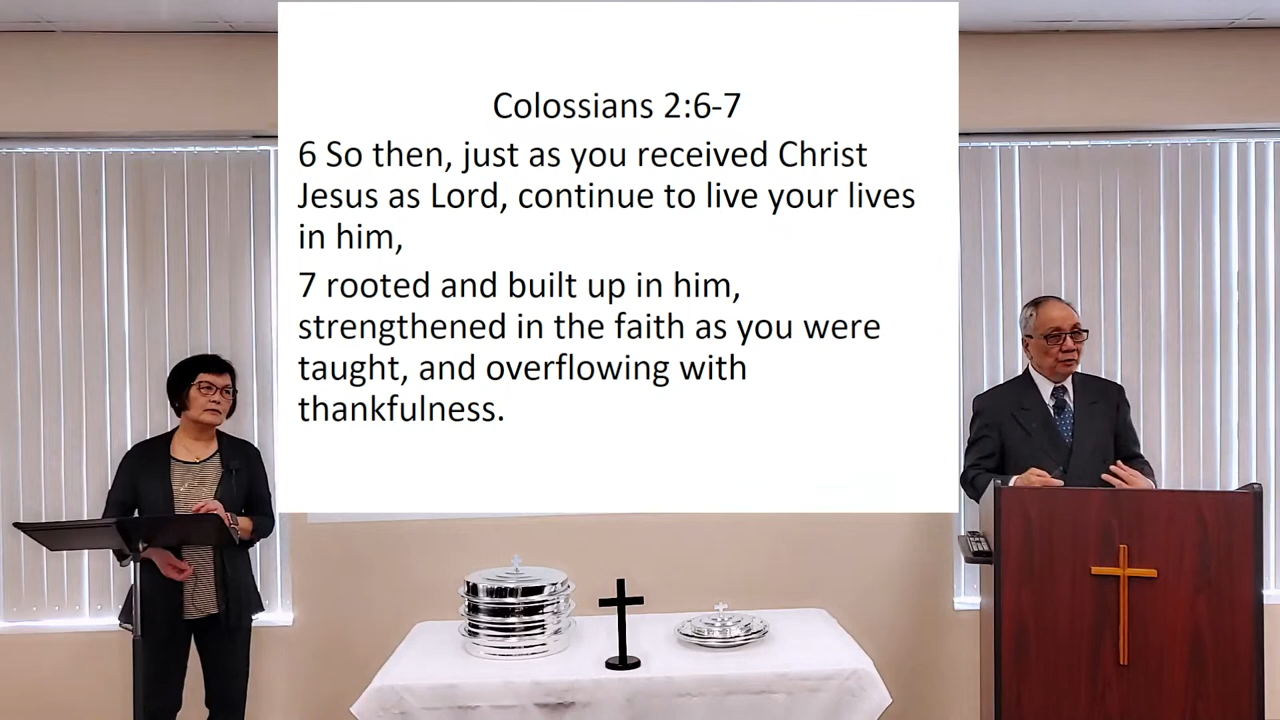 Colossians 2:6-7
6 So then, just as you received Christ
Jesus as Lord, continue to live your lives
in him,
7 rooted and built up in him,
strengthened in the faith as you were
taught, and overflowing with
thankfulness.